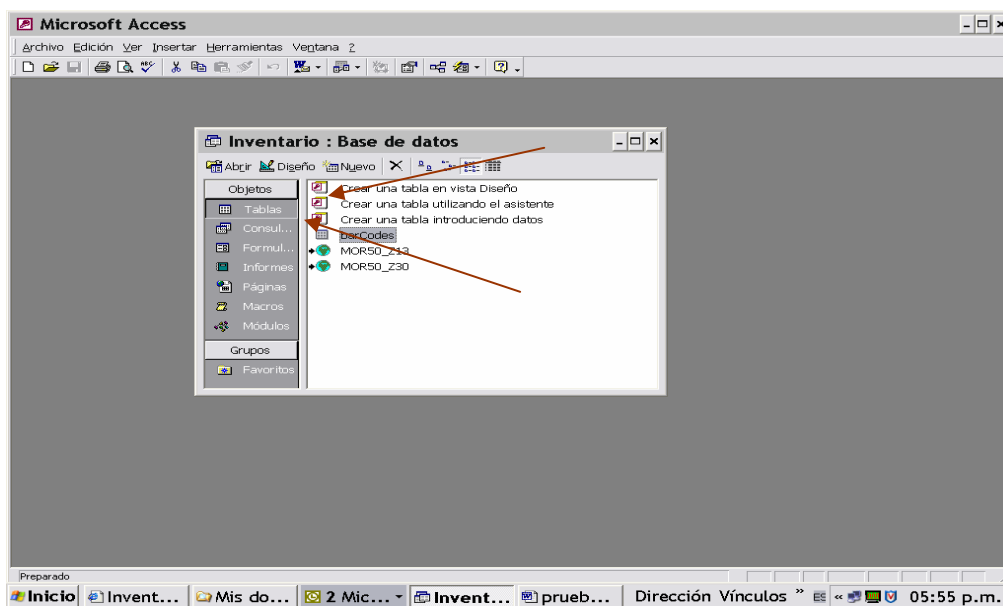 Microsoft Access
Archivo Edición Ver Insertar Herramientas Ventana ?
Inventario : Base de datos
Abrir Diseño Nuevo
Objetos
Tablas
Consul...
Formul...
Informes
Páginas
Macros
Módulos
Grupos
Favoritos
Crear una tabla en vista Diseño
Crear una tabla utilizando el asistente
Crear una tabla introduciendo datos
barCodes
MOR50_Z13
MOR50_Z30
Preparado
Inicio Invent... Mis do... 2 Mic... Invent... prueb... Dirección Vínculos » ES « 05:55 p.m.